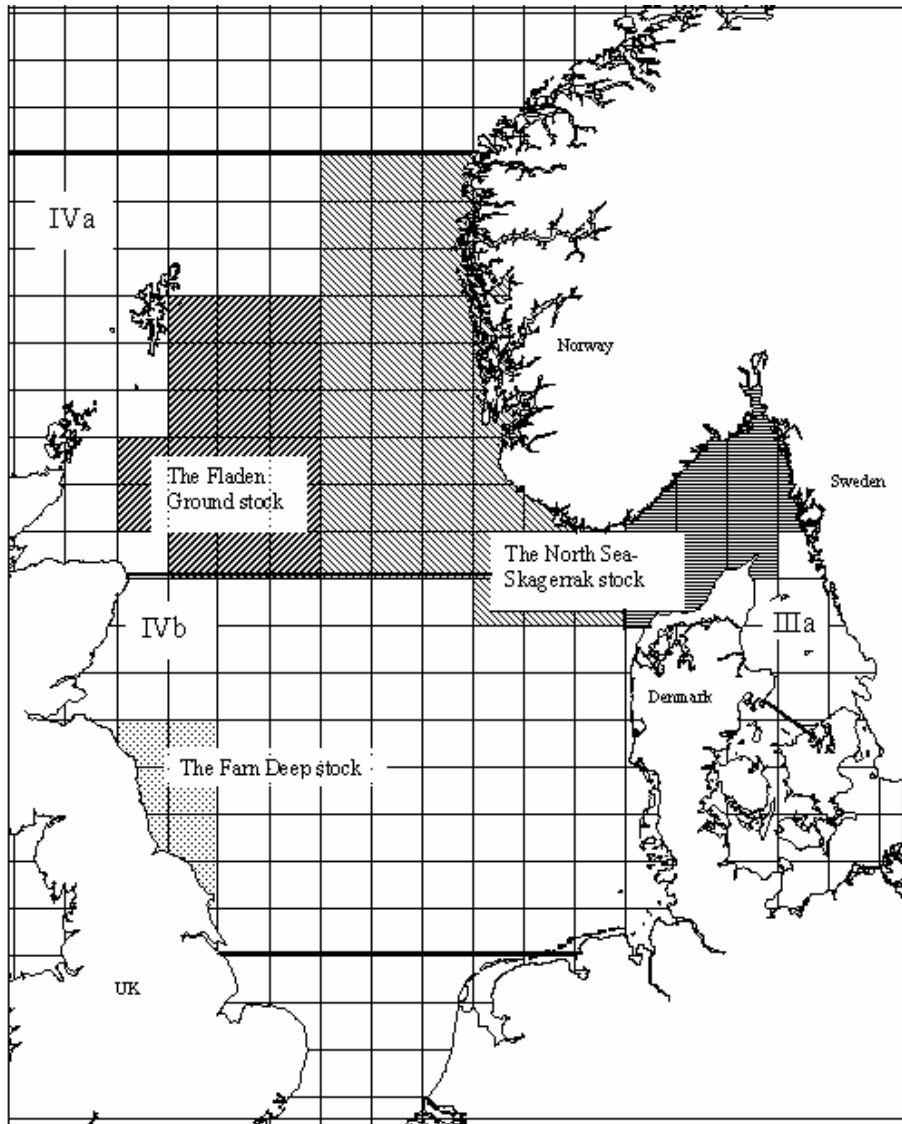 IVa
Norway
The Fladen
Ground stock
Sweden
The North Sea-
Skagerrak stock
IVb
IIIa
Denmark
The Farn Deep stock
UK